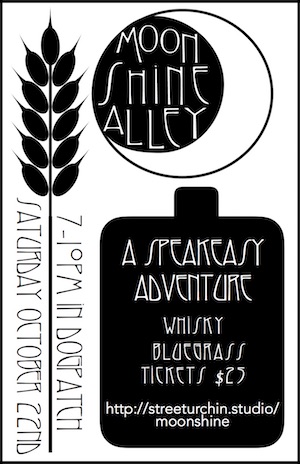 MOON
SHINE
ALLEY
7-10PM IN DOGPATCH
SATURDAY OCTOBER 22ND
A SPEAKEASY
ADVENTURE
WHISKY
BLUEGRASS
TICKETS $25
http://streeturchin.studio/
moonshine